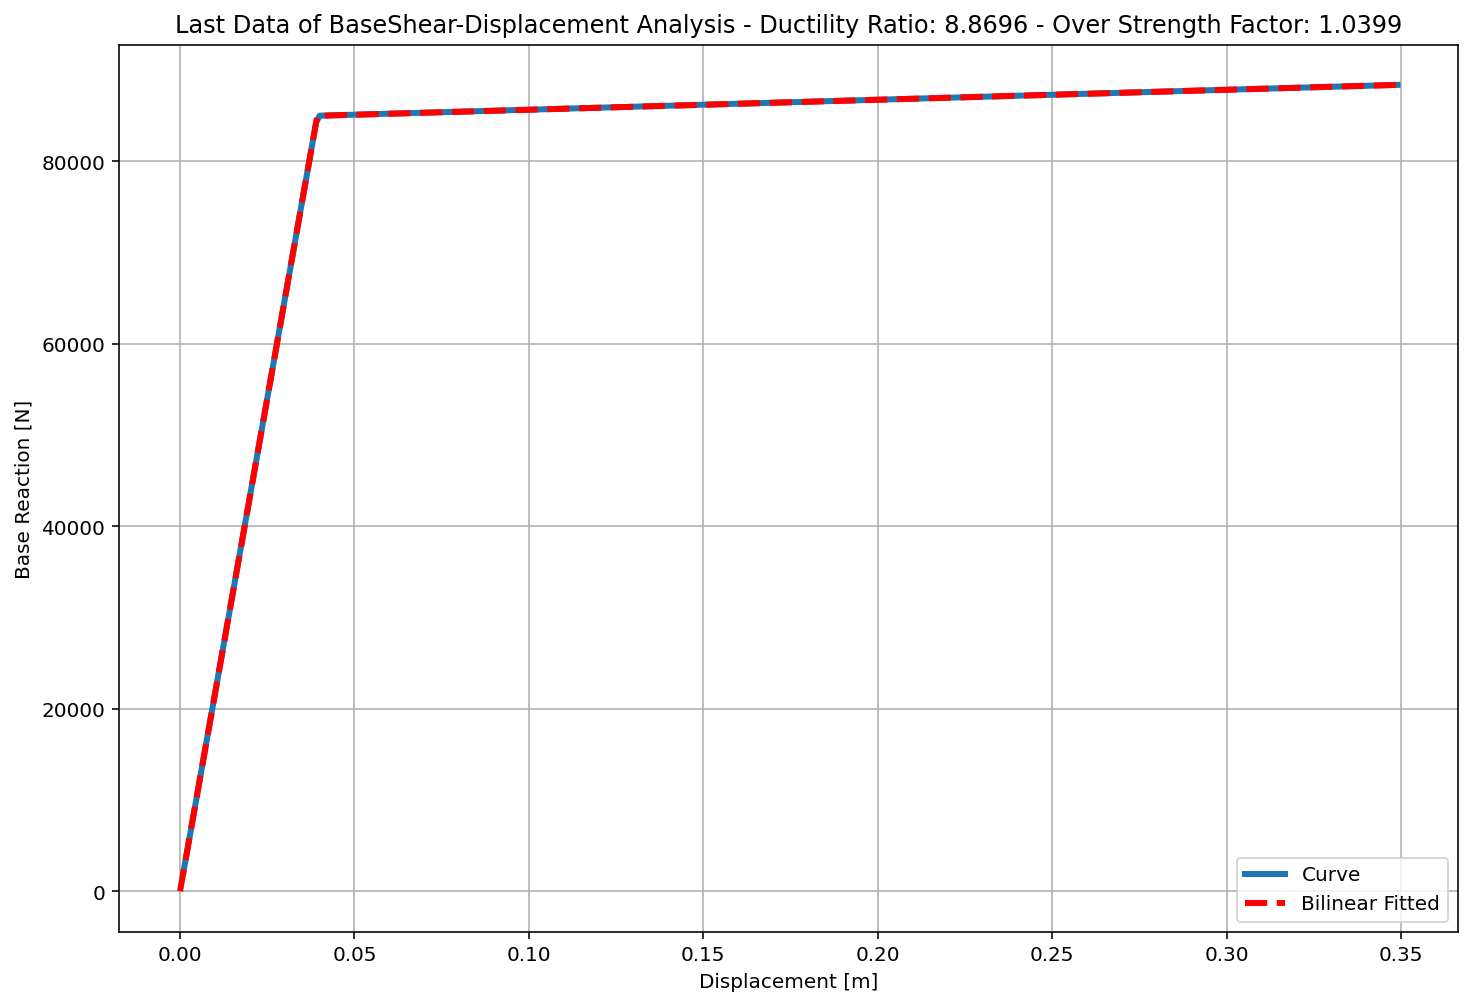 Last Data of BaseShear-Displacement Analysis - Ductility Ratio: 8.8696 - Over Strength Factor: 1.0399
80000
60000
40000
20000
0
Base Reaction [N]
0.00 0.05 0.10 0.15 0.20 0.25 0.30 0.35
Displacement [m]
Curve
Bilinear Fitted